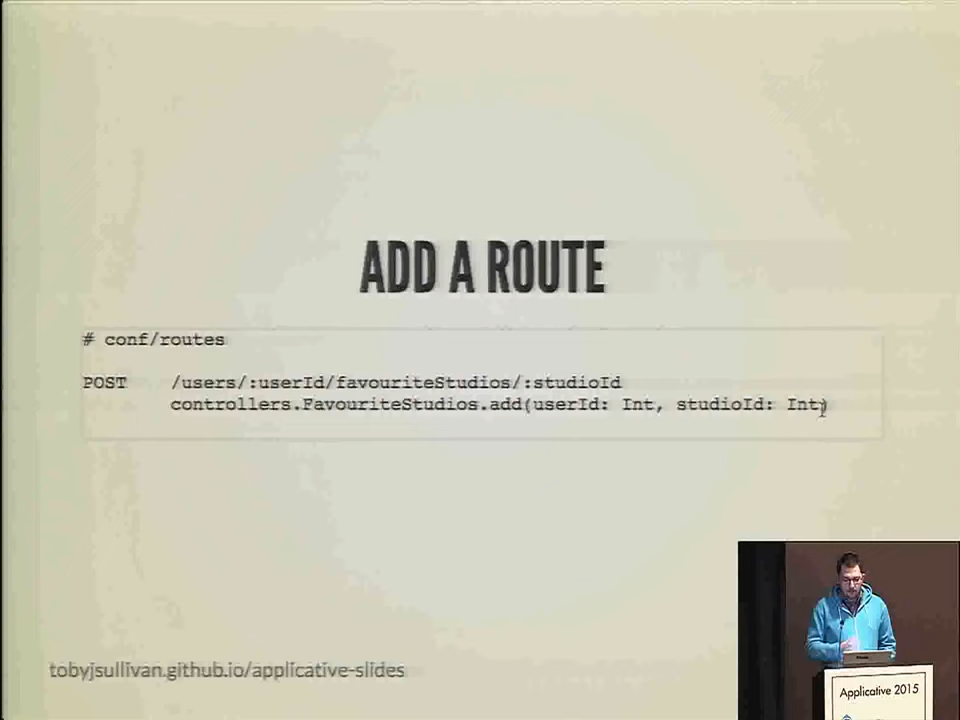 ADD A ROUTE
# conf/routes
POST /users/:userId/favouriteStudios/:studioId
controllers.FavouriteStudios.add(userId: Int, studioId: Int)
tobyjsullivan.github.io/applicative-slides
Applicative 2015